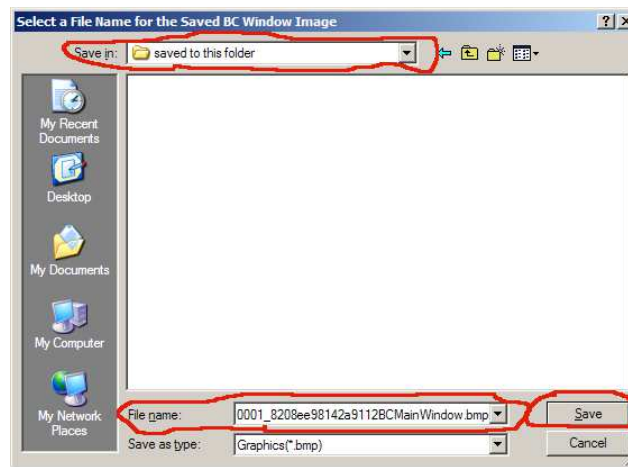 Select a File Name for the Saved BC Window Image
Save in: saved to this folder
My Recent
Documents
Desktop
My Documents
My Computer
My Network
Places
File name: 0001_8208ee98142a9112BCMainWindow.bmp Save
Save as type: Graphics(*.bmp) Cancel